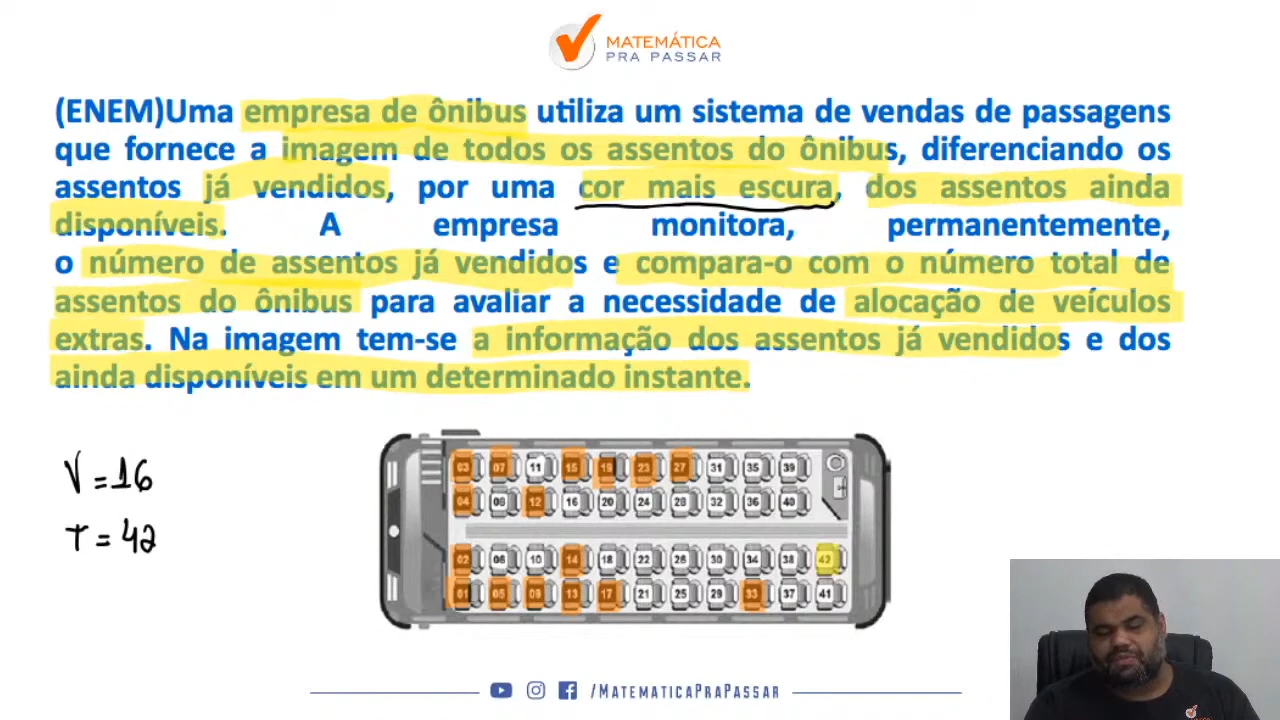 MATEMÁTICA
PRA PASSAR
(ENEM)Uma empresa de ônibus utiliza um sistema de vendas de passagens
que fornece a imagem de todos os assentos do ônibus, diferenciando os
assentos já vendidos, por uma cor mais escura, dos assentos ainda
disponíveis. A empresa monitora, permanentemente,
o número de assentos já vendidos e compara-o com o número total de
assentos do ônibus para avaliar a necessidade de alocação de veículos
extras. Na imagem tem-se a informação dos assentos já vendidos e dos
ainda disponíveis em um determinado instante.
V = 16
T = 42
03 07 11 15 19 23 27 31 35 39
04 08 12 16 20 24 28 32 36 40
02 06 10 14 18 22 26 30 34 38 42
01 05 09 13 17 21 25 29 33 37 41
/MatematicaPraPassar